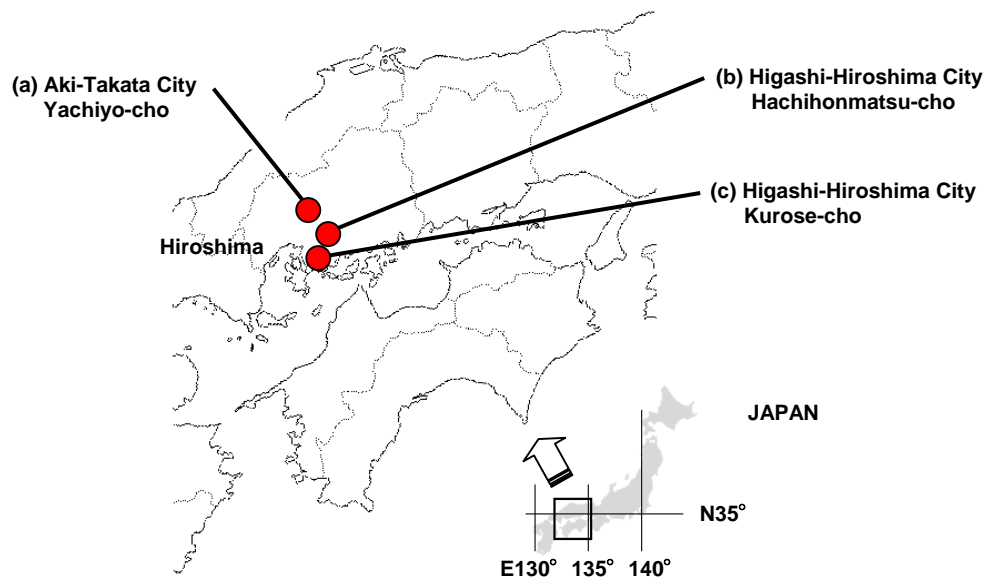 (a) Aki-Takata City
Yachiyo-cho
(b) Higashi-Hiroshima City
Hachihonmatsu-cho
(c) Higashi-Hiroshima City
Kurose-cho
Hiroshima
JAPAN
N35°
E130° 135° 140°